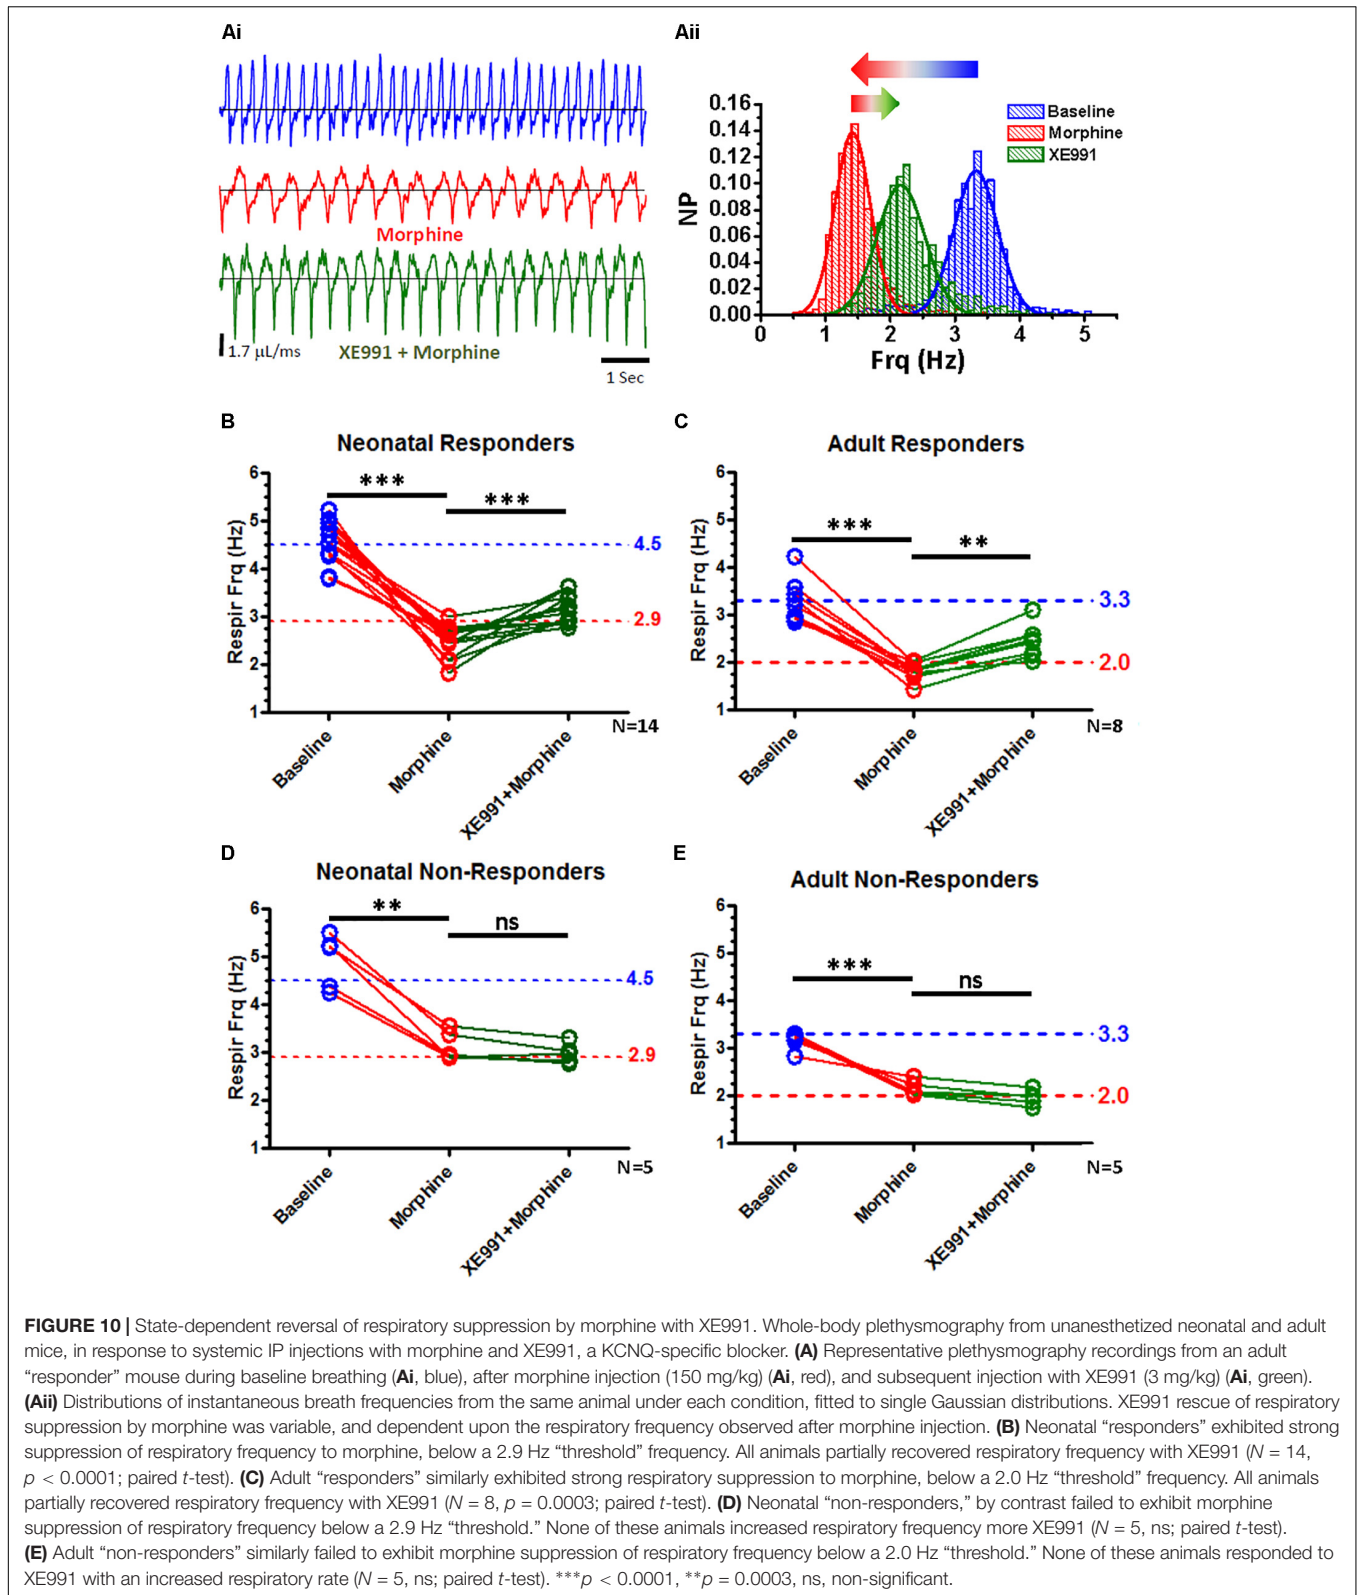 Ai
Aii
Morphine
XE991 + Morphine
1.7 µL/ms
1 Sec
0.16
0.14
0.12
0.10
0.08
0.06
0.04
0.02
0.00
NP
0 1 2 3 4 5
Frq (Hz)
Baseline
Morphine
XE991
B
Neonatal Responders
Respir Frq (Hz)
6
5
4
3
2
1
*** ***
4.5
2.9
N=14
Baseline
Morphine
XE991+Morphine
C
Adult Responders
Respir Frq (Hz)
6
5
4
3
2
1
*** **
3.3
2.0
N=8
Baseline
Morphine
XE991+Morphine
D
Neonatal Non-Responders
Respir Frq (Hz)
6
5
4
3
2
1
** ns
4.5
2.9
N=5
Baseline
Morphine
XE991+Morphine
E
Adult Non-Responders
Respir Frq (Hz)
6
5
4
3
2
1
*** ns
3.3
2.0
N=5
Baseline
Morphine
XE991+Morphine
FIGURE 10 | State-dependent reversal of respiratory suppression by morphine with XE991. Whole-body plethysmography from unanesthetized neonatal and adult
mice, in response to systemic IP injections with morphine and XE991, a KCNQ-specific blocker. (A) Representative plethysmography recordings from an adult
“responder” mouse during baseline breathing (Ai, blue), after morphine injection (150 mg/kg) (Ai, red), and subsequent injection with XE991 (3 mg/kg) (Ai, green).
(Aii) Distributions of instantaneous breath frequencies from the same animal under each condition, fitted to single Gaussian distributions. XE991 rescue of respiratory
suppression by morphine was variable, and dependent upon the respiratory frequency observed after morphine injection. (B) Neonatal “responders” exhibited strong
suppression of respiratory frequency to morphine, below a 2.9 Hz “threshold” frequency. All animals partially recovered respiratory frequency with XE991 (N = 14,
p < 0.0001; paired t-test). (C) Adult “responders” similarly exhibited strong respiratory suppression to morphine, below a 2.0 Hz “threshold” frequency. All animals
partially recovered respiratory frequency with XE991 (N = 8, p = 0.0003; paired t-test). (D) Neonatal “non-responders,” by contrast failed to exhibit morphine
suppression of respiratory frequency below a 2.9 Hz “threshold.” None of these animals increased respiratory frequency more XE991 (N = 5, ns; paired t-test).
(E) Adult “non-responders” similarly failed to exhibit morphine suppression of respiratory frequency below a 2.0 Hz “threshold.” None of these animals responded to
XE991 with an increased respiratory rate (N = 5, ns; paired t-test). ***p < 0.0001, **p = 0.0003, ns, non-significant.